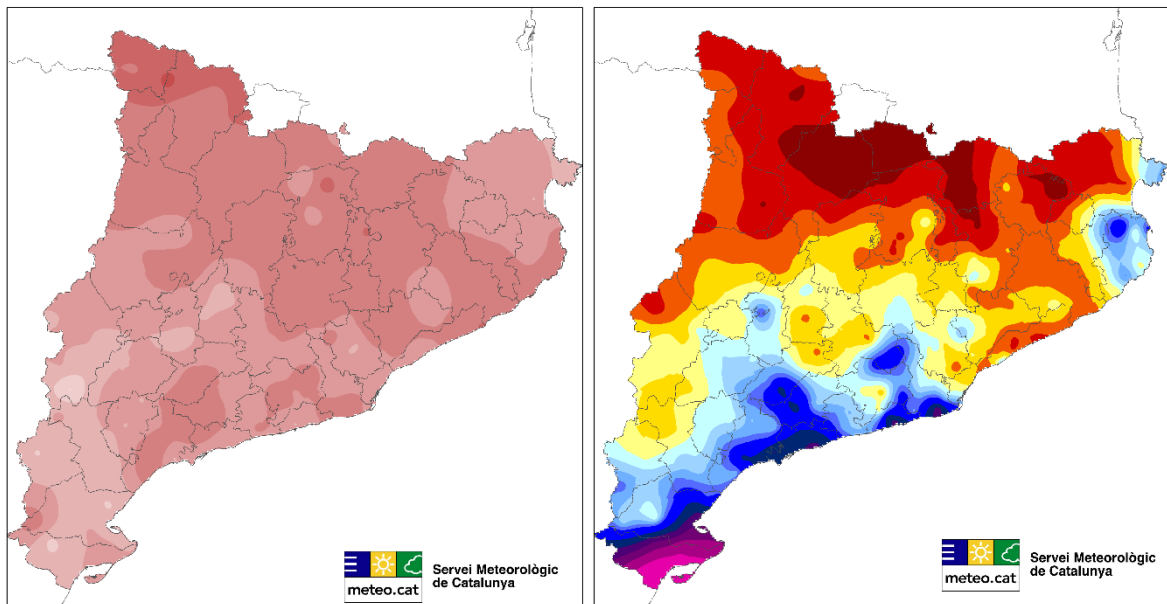 meteo.cat
Servei Meteorològic
de Catalunya
meteo.cat
Servei Meteorològic
de Catalunya